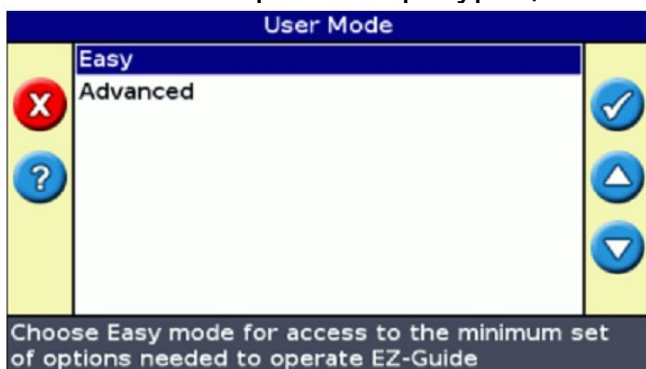 User Mode
Easy
Advanced
X
?
Choose Easy mode for access to the minimum set
of options needed to operate EZ-Guide